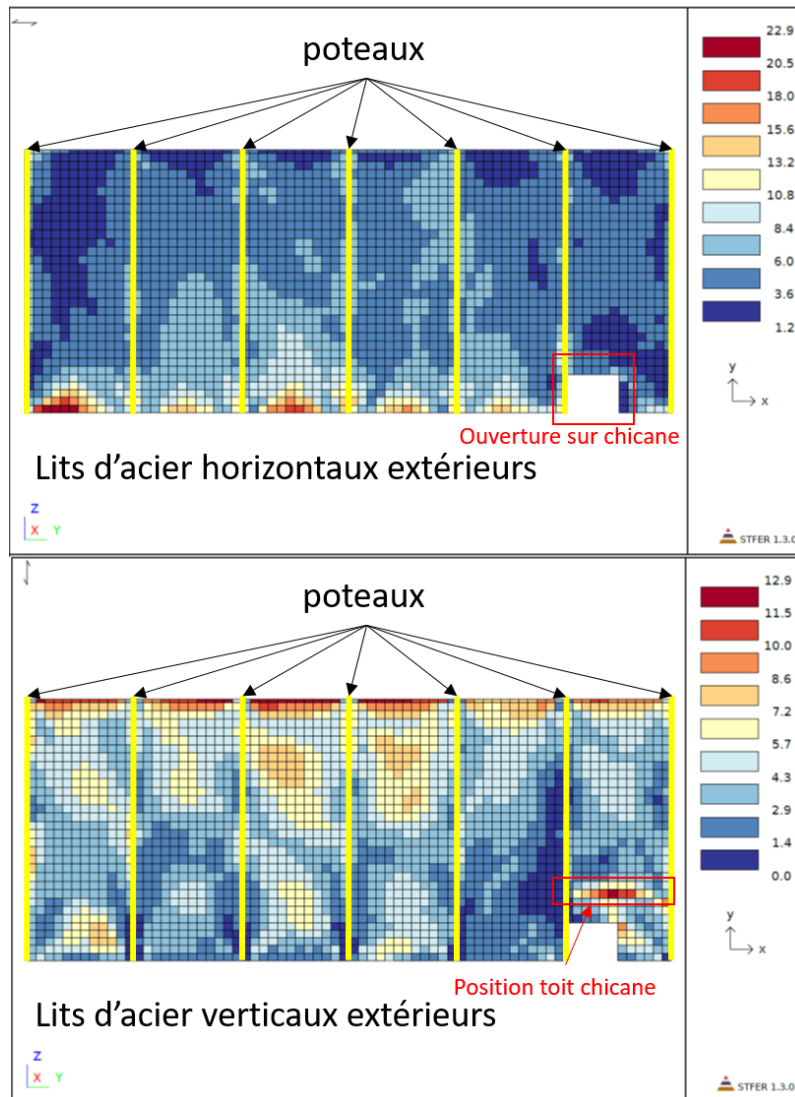 poteaux
22.9
20.5
18.0
15.6
13.2
10.8
8.4
6.0
3.6
1.2
y
x
Ouverture sur chicane
Lits d'acier horizontaux extérieurs
Z
X Y
STFER 1.3.0
poteaux
12.9
11.5
10.0
8.6
7.2
5.7
4.3
2.9
1.4
0.0
y
x
Position toit chicane
Lits d'acier verticaux extérieurs
Z
X Y
STFER 1.3.0